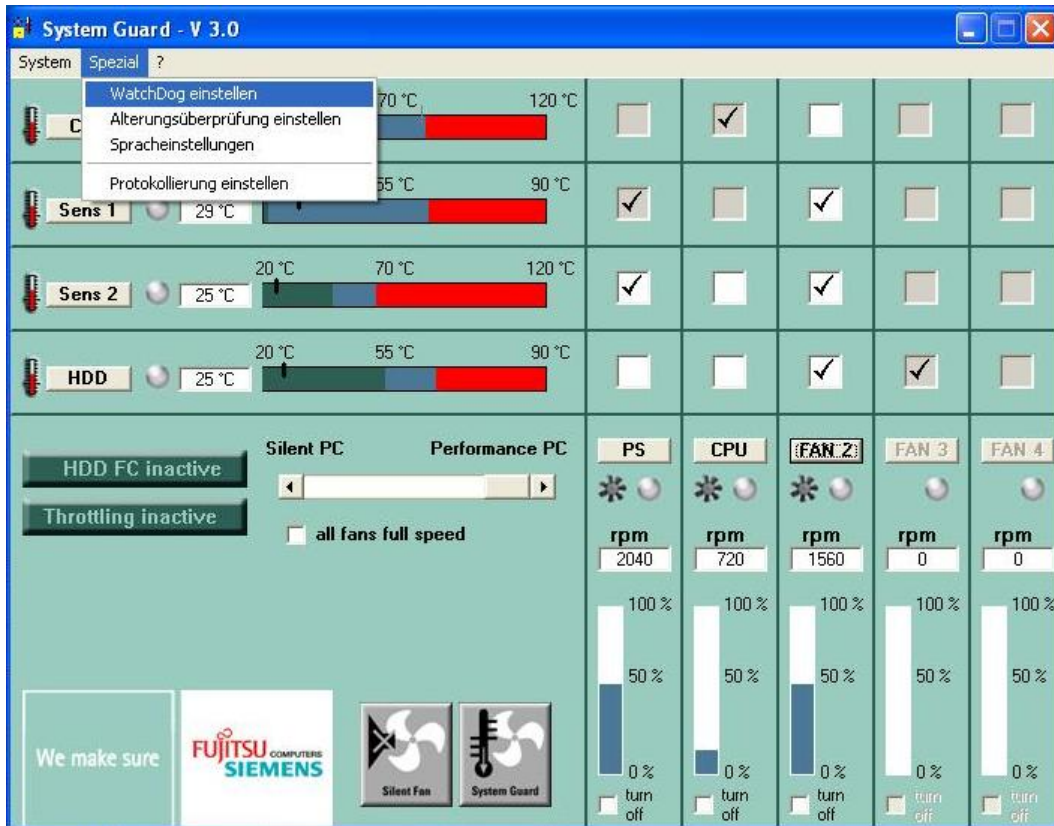 System Guard - V 3.0
System Spezial ?
WatchDog einstellen
Alterungsüberprüfung einstellen
Spracheinstellungen
Protokollierung einstellen
70 °C 120 °C
55 °C 90 °C
Sens 1 29 °C
20 °C 70 °C 120 °C
Sens 2 25 °C
20 °C 55 °C 90 °C
HDD 25 °C
HDD FC inactive
Throttling inactive
Silent PC Performance PC
all fans full speed
PS CPU FAN 2 FAN 3 FAN 4
rpm rpm rpm rpm rpm
2040 720 1560 0 0
100 % 100 % 100 % 100 % 100 %
50 % 50 % 50 % 50 % 50 %
0 % 0 % 0 % 0 % 0 %
turn off turn off turn off turn off turn off
We make sure
FUJITSU COMPUTERS
SIEMENS
Silent Fan
System Guard